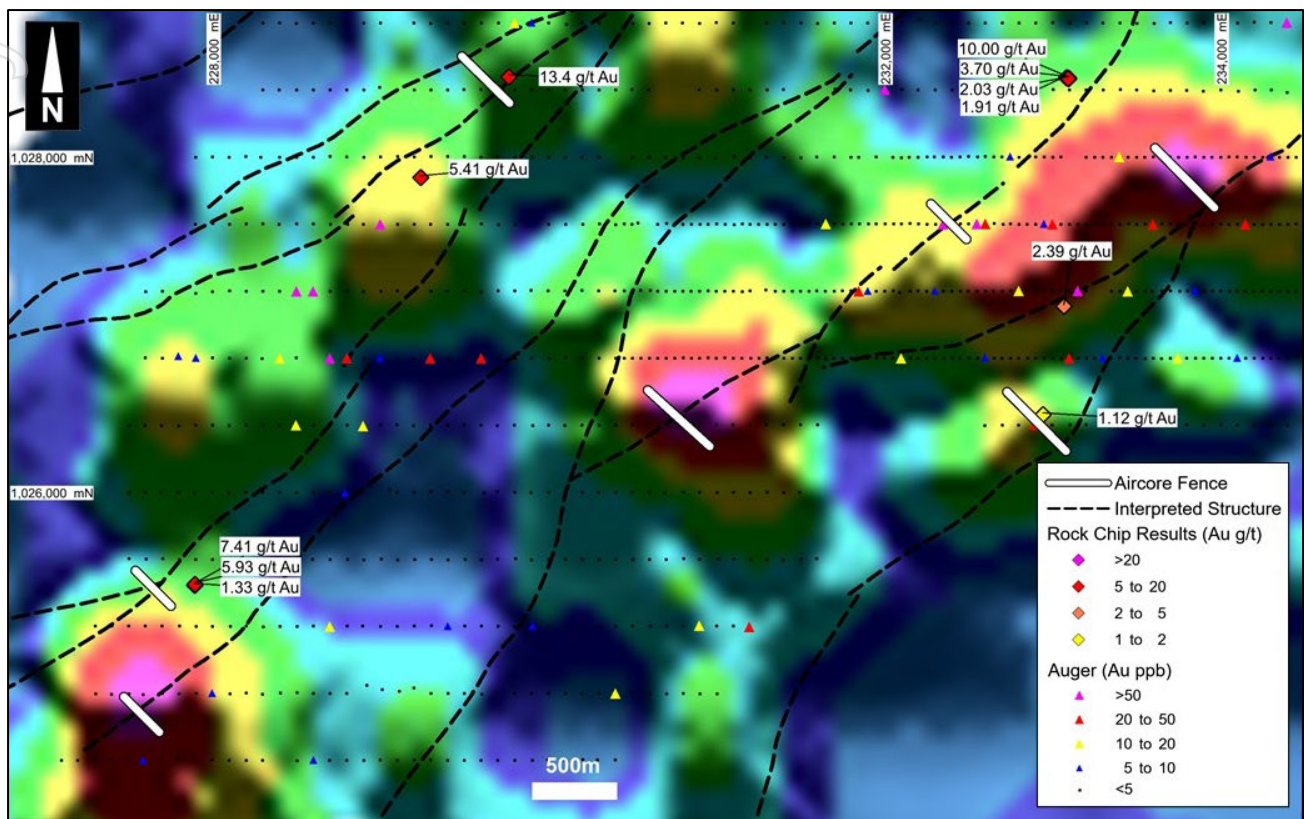 228,000 mE
232,000 mE
234,000 mE
N
13.4 g/t Au
10.00 g/t Au
3.70 g/t Au
2.03 g/t Au
1.91 g/t Au
1,028,000 mN
5.41 g/t Au
2.39 g/t Au
1.12 g/t Au
1,026,000 mN
7.41 g/t Au
5.93 g/t Au
1.33 g/t Au
500m
Aircore Fence
Interpreted Structure
Rock Chip Results (Au g/t)
>20
5 to 20
2 to 5
1 to 2
Auger (Au ppb)
>50
20 to 50
10 to 20
5 to 10
<5